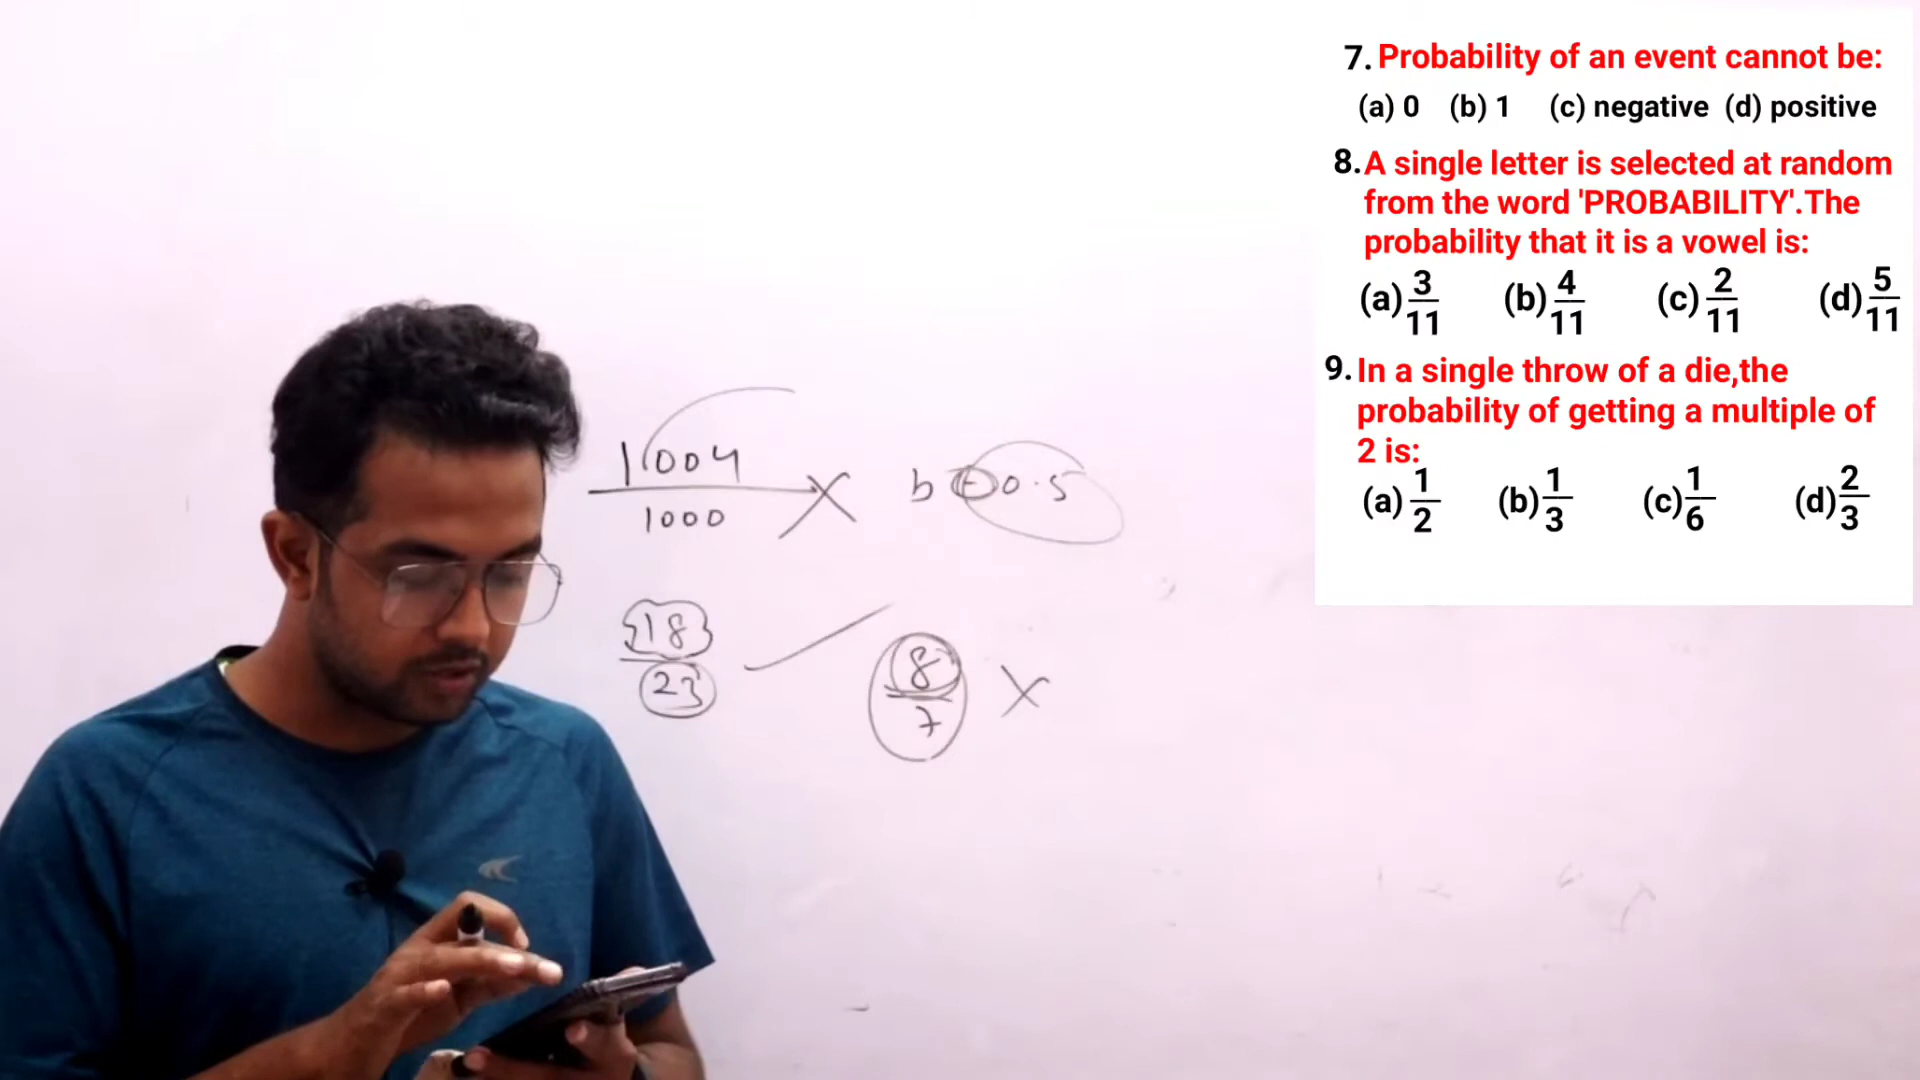 7. Probability of an event cannot be:
(a) 0 (b) 1 (c) negative (d) positive
8. A single letter is selected at random
from the word 'PROBABILITY'.The
probability that it is a vowel is:
(a) 3/11 (b) 4/11 (c) 2/11 (d) 5/11
9. In a single throw of a die,the
probability of getting a multiple of
2 is:
(a) 1/2 (b) 1/3 (c) 1/6 (d) 2/3
1004
1000
b -0.5
{18}
23
8
7